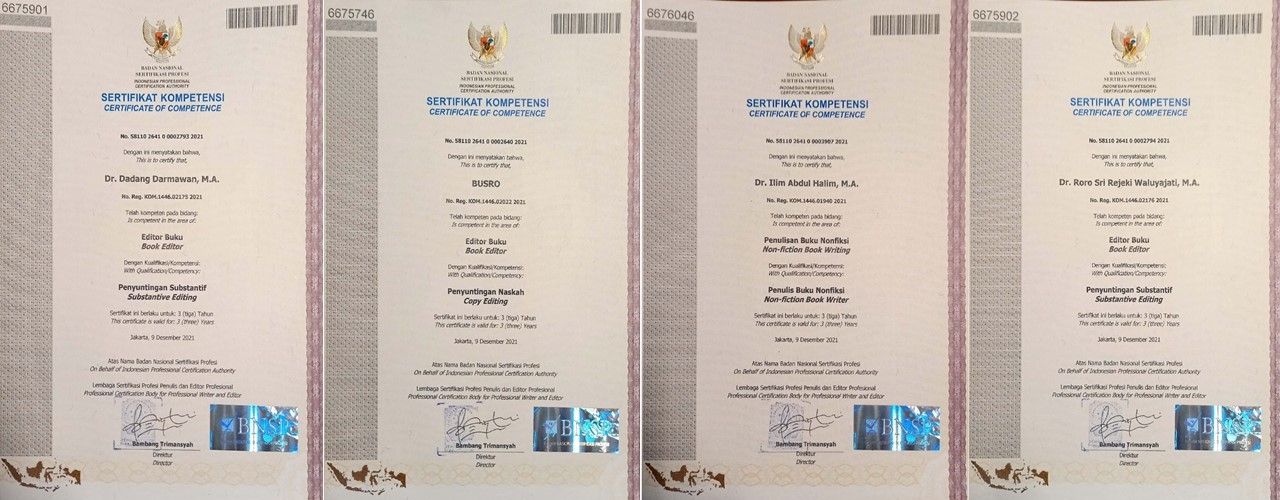 6675901
BADAN NASIONAL
SERTIFIKASI PROFESI
INDONESIAN PROFESSIONAL
CERTIFICATION AUTHORITY
SERTIFIKAT KOMPETENSI
CERTIFICATE OF COMPETENCE
No. 58110 2641 0 0002793 2021
Dengan ini menyatakan bahwa,
This is to certify that,
Dr. Dadang Darmawan, M.A.
No. Reg. KOM.1446.02175 2021
Telah kompeten pada bidang:
Is competent in the area of:
Editor Buku
Book Editor
Dengan Kualifikasi/Kompetensi:
With Qualification/Competency:
Penyuntingan Substantif
Substantive Editing
Sertifikat ini berlaku untuk: 3 (tiga) Tahun
This certificate is valid for: 3 (three) Years
Jakarta, 9 Desember 2021
Atas Nama Badan Nasional Sertifikasi Profesi
On Behalf of Indonesian Professional Certification Authority
Lembaga Sertifikasi Profesi Penulis dan Editor Profesional
Professional Certification Body for Professional Writer and Editor
BNSP
Bambang Trimansyah
Direktur
Director
6675746
BADAN NASIONAL
SERTIFIKASI PROFESI
INDONESIAN PROFESSIONAL
CERTIFICATION AUTHORITY
SERTIFIKAT KOMPETENSI
CERTIFICATE OF COMPETENCE
No. 58110 2641 0 0002640 2021
Dengan ini menyatakan bahwa,
This is to certify that,
BUSRO
No. Reg. KOM.1446.02022 2021
Telah kompeten pada bidang:
Is competent in the area of:
Editor Buku
Book Editor
Dengan Kualifikasi/Kompetensi:
With Qualification/Competency:
Penyuntingan Naskah
Copy Editing
Sertifikat ini berlaku untuk: 3 (tiga) Tahun
This certificate is valid for: 3 (three) Years
Jakarta, 9 Desember 2021
Atas Nama Badan Nasional Sertifikasi Profesi
On Behalf of Indonesian Professional Certification Authority
Lembaga Sertifikasi Profesi Penulis dan Editor Profesional
Professional Certification Body for Professional Writer and Editor
BNSP
Bambang Trimansyah
Direktur
Director
6676046
BADAN NASIONAL
SERTIFIKASI PROFESI
INDONESIAN PROFESSIONAL
CERTIFICATION AUTHORITY
SERTIFIKAT KOMPETENSI
CERTIFICATE OF COMPETENCE
No. 58110 2641 0 0003987 2021
Dengan ini menyatakan bahwa,
This is to certify that,
Dr. Ilim Abdul Halim, M.A.
No. Reg. KOM.1446.01940 2021
Telah kompeten pada bidang:
Is competent in the area of:
Penulisan Buku Nonfiksi
Non-fiction Book Writing
Dengan Kualifikasi/Kompetensi:
With Qualification/Competency:
Penulis Buku Nonfiksi
Non-fiction Book Writer
Sertifikat ini berlaku untuk: 3 (tiga) Tahun
This certificate is valid for: 3 (three) Years
Jakarta, 9 Desember 2021
Atas Nama Badan Nasional Sertifikasi Profesi
On Behalf of Indonesian Professional Certification Authority
Lembaga Sertifikasi Profesi Penulis dan Editor Profesional
Professional Certification Body for Professional Writer and Editor
BNSP
Bambang Trimansyah
Direktur
Director
6675902
BADAN NASIONAL
SERTIFIKASI PROFESI
INDONESIAN PROFESSIONAL
CERTIFICATION AUTHORITY
SERTIFIKAT KOMPETENSI
CERTIFICATE OF COMPETENCE
No. 58110 2641 0 0002794 2021
Dengan ini menyatakan bahwa,
This is to certify that,
Dr. Roro Sri Rejeki Waluyajati, M.A.
No. Reg. KOM.1446.02176 2021
Telah kompeten pada bidang:
Is competent in the area of:
Editor Buku
Book Editor
Dengan Kualifikasi/Kompetensi:
With Qualification/Competency:
Penyuntingan Substantif
Substantive Editing
Sertifikat ini berlaku untuk: 3 (tiga) Tahun
This certificate is valid for: 3 (three) Years
Jakarta, 9 Desember 2021
Atas Nama Badan Nasional Sertifikasi Profesi
On Behalf of Indonesian Professional Certification Authority
Lembaga Sertifikasi Profesi Penulis dan Editor Profesional
Professional Certification Body for Professional Writer and Editor
BNSP
Bambang Trimansyah
Direktur
Director